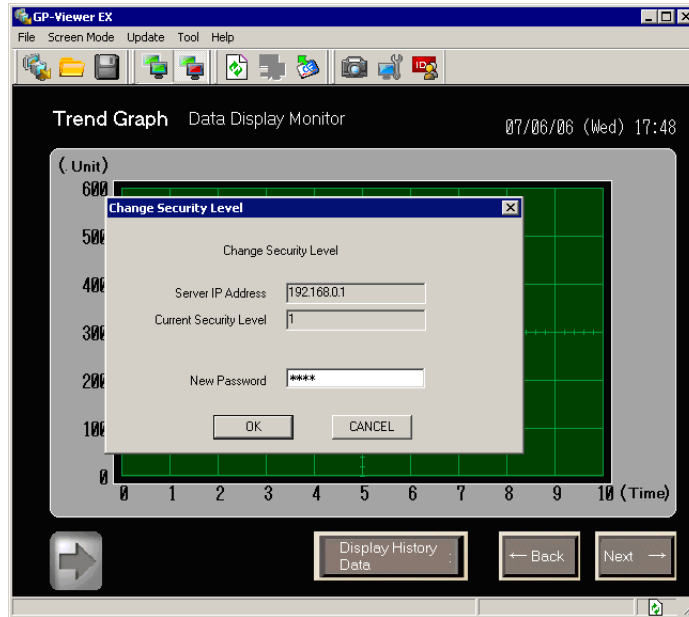 GP-Viewer EX
File Screen Mode Update Tool Help
ID
Trend Graph Data Display Monitor
07/06/06 (Wed) 17:48
(. Unit)
600
Change Security Level
500
Change Security Level
400
Server IP Address 192.168.0.1
Current Security Level 1
300
200
New Password ****
100
OK CANCEL
0
0 1 2 3 4 5 6 7 8 9 10 (Time)
Display History :
Data
← Back Next →